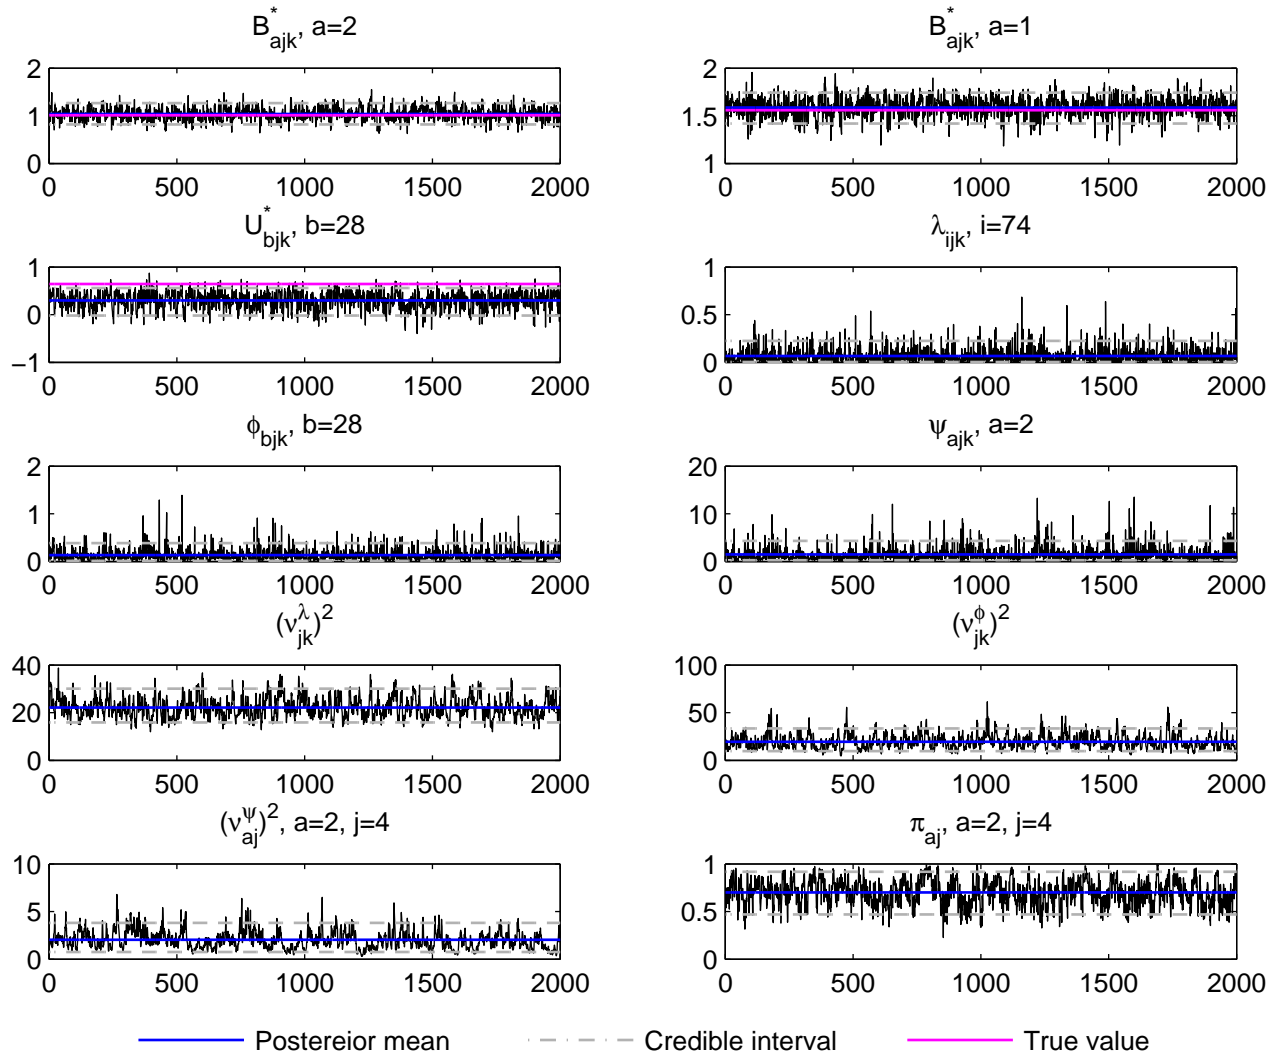 B*ajk, a=2
B*ajk, a=1
2
1
0
0 500 1000 1500 2000
2
1.5
1
0 500 1000 1500 2000
U*bjk, b=28
λijk, i=74
1
0
−1
0 500 1000 1500 2000
1
0.5
0
0 500 1000 1500 2000
ϕbjk, b=28
ψajk, a=2
2
1
0
0 500 1000 1500 2000
20
10
0
0 500 1000 1500 2000
(νλjk)2
(νϕjk)2
40
20
0
0 500 1000 1500 2000
100
50
0
0 500 1000 1500 2000
(νψaj)2, a=2, j=4
πaj, a=2, j=4
10
5
0
0 500 1000 1500 2000
1
0.5
0
0 500 1000 1500 2000
Postereior mean Credible interval True value